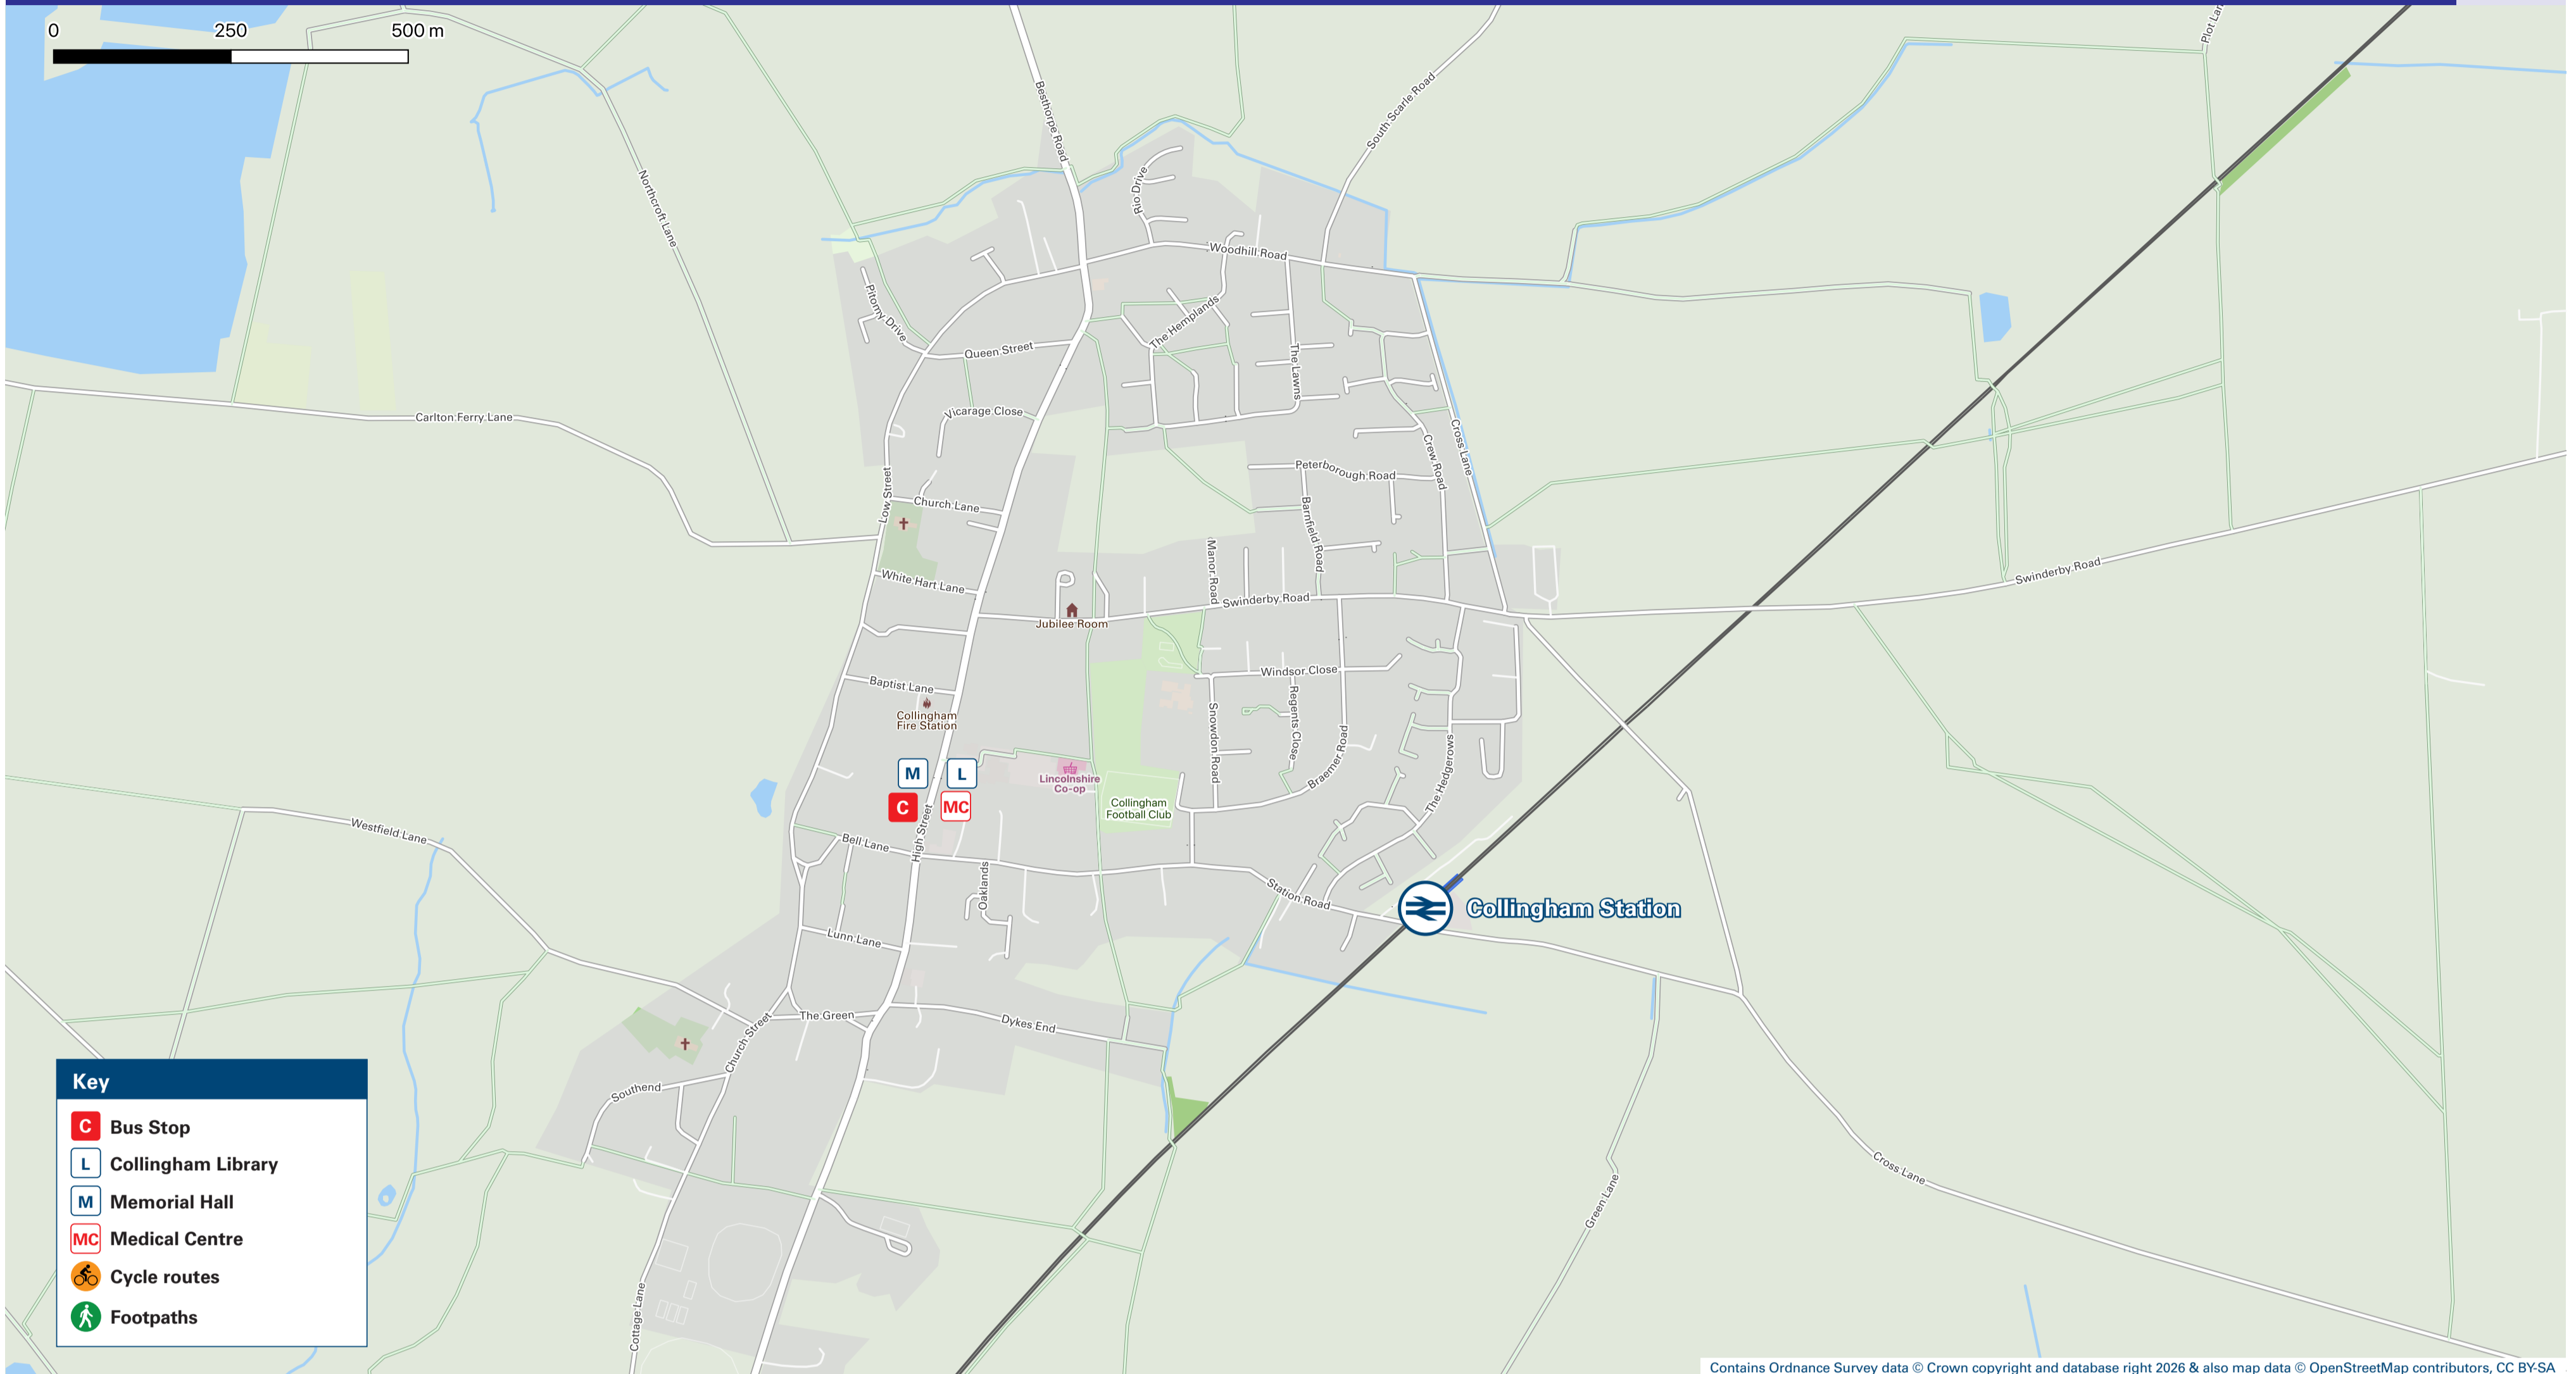 0 250 500 m
Plot Lan
Besthorpe Road
South Scarle Road
Northcroft Lane
Rio Drive
Woodhill Road
Pitomy Drive
The Hemplands
Queen Street
The Lawns
Vicarage Close
Carlton Ferry Lane
Cross Lane
Crew Road
Peterborough Road
Low Street
Church Lane
Barnfield Road
Manor Road
White Hart Lane
Swinderby Road
Swinderby Road
Jubilee Room
Windsor Close
Baptist Lane
Regents Close
Collingham
Fire Station
Snowdon Road
Braemer Road
The Hedgerows
M
L
Lincolnshire
Co-op
C
MC
Collingham
Football Club
High Street
Westfield Lane
Bell Lane
Oaklands
Station Road
Collingham Station
Lunn Lane
The Green
Dykes End
Church Street
Southend
Cross Lane
Green Lane
Cottage Lane
Key
C Bus Stop
L Collingham Library
M Memorial Hall
MC Medical Centre
Cycle routes
Footpaths
Contains Ordnance Survey data © Crown copyright and database right 2026 & also map data © OpenStreetMap contributors, CC BY-SA